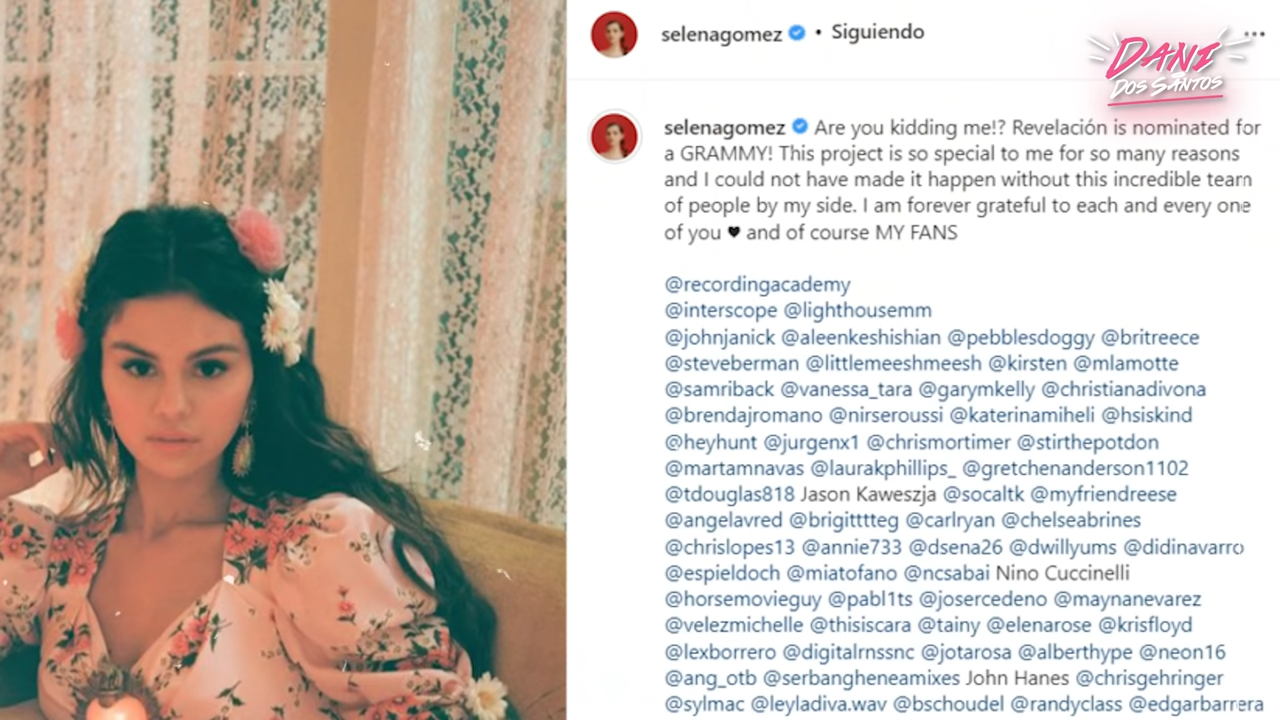 selenagomez • Siguiendo
DANI
DOS SANTOS
selenagomez Are you kidding me!? Revelación is nominated for
a GRAMMY! This project is so special to me for so many reasons
and I could not have made it happen without this incredible team
of people by my side. I am forever grateful to each and every one
of you 🖤 and of course MY FANS
@recordingacademy
@interscope @lighthousemm
@johnjanick @aleenkeshishian @pebblesdoggy @britreece
@steveberman @littlemeeshmeesh @kirsten @mlamotte
@samriback @vanessa_tara @garymkelly @christianadivona
@brendajromano @nirseroussi @katerinamiheli @hsiskind
@heyhunt @jurgenx1 @chrismortimer @stirthepotdon
@martamnavas @laurakphillips_ @gretchenanderson1102
@tdouglas818 Jason Kaweszja @socaltk @myfriendreese
@angelavred @brigitttteg @carlryan @chelseabrines
@chrislopes13 @annie733 @dsena26 @dwillyums @didinavarro
@espieldoch @miatofano @ncsabai Nino Cuccinelli
@horsemovieguy @pabl1ts @josercedeno @maynanevarez
@velezmichelle @thisiscara @tainy @elenarose @krisfloyd
@lexborrero @digitalrnssnc @jotarosa @alberthype @neon16
@ang_otb @serbangheneamixes John Hanes @chrisgehringer
@sylmac @leyladiva.wav @bschoudel @randyclass @edgarbarrera